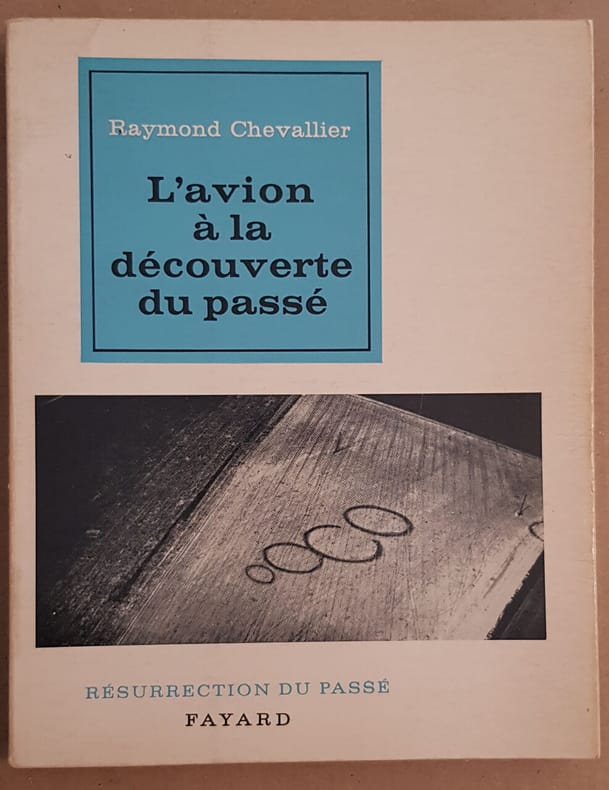 Raymond Chevallier
L'avion
à la
découverte
du passé
RÉSURRECTION DU PASSÉ
FAYARD